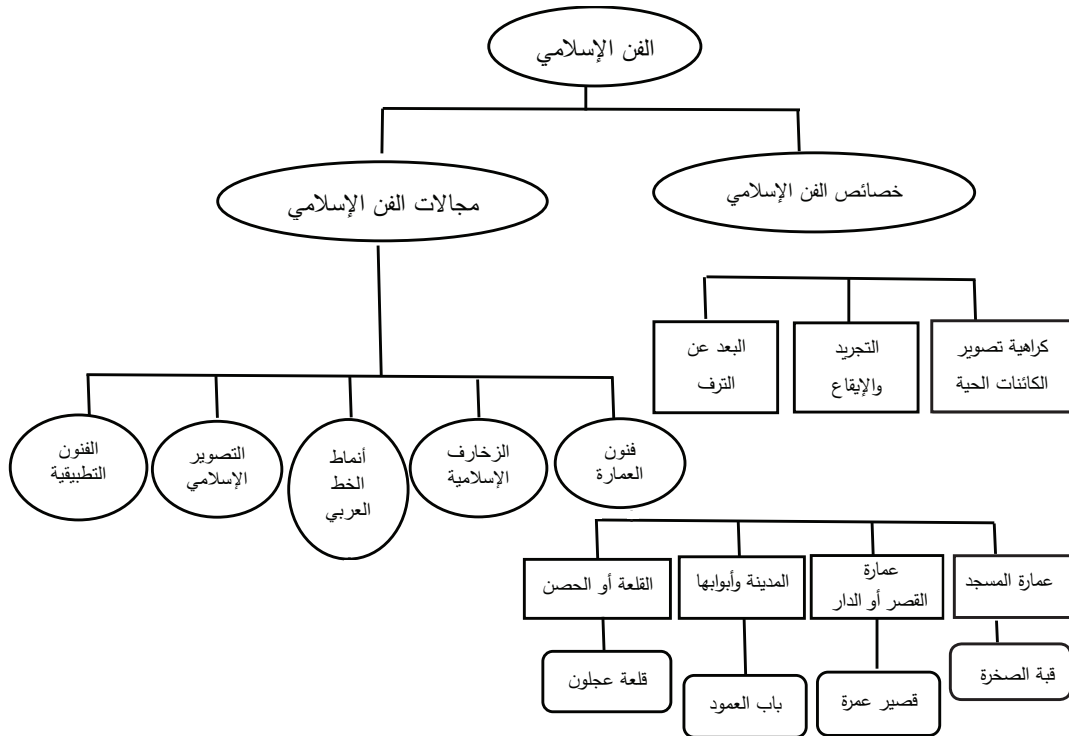 الفن الإسلامي
خصائص الفن الإسلامي
مجالات الفن الإسلامي
كراهية تصوير
الكائنات الحية
التجريد
والإيقاع
البعد عن
الترف
فنون
العمارة
الزخارف
الإسلامية
أنماط
الخط
العربي
التصوير
الإسلامي
الفنون
التطبيقية
عمارة المسجد
عمارة
القصر أو الدار
المدينة وأبوابها
القلعة أو الحصن
قبة الصخرة
قصير عمرة
باب العمود
قلعة عجلون